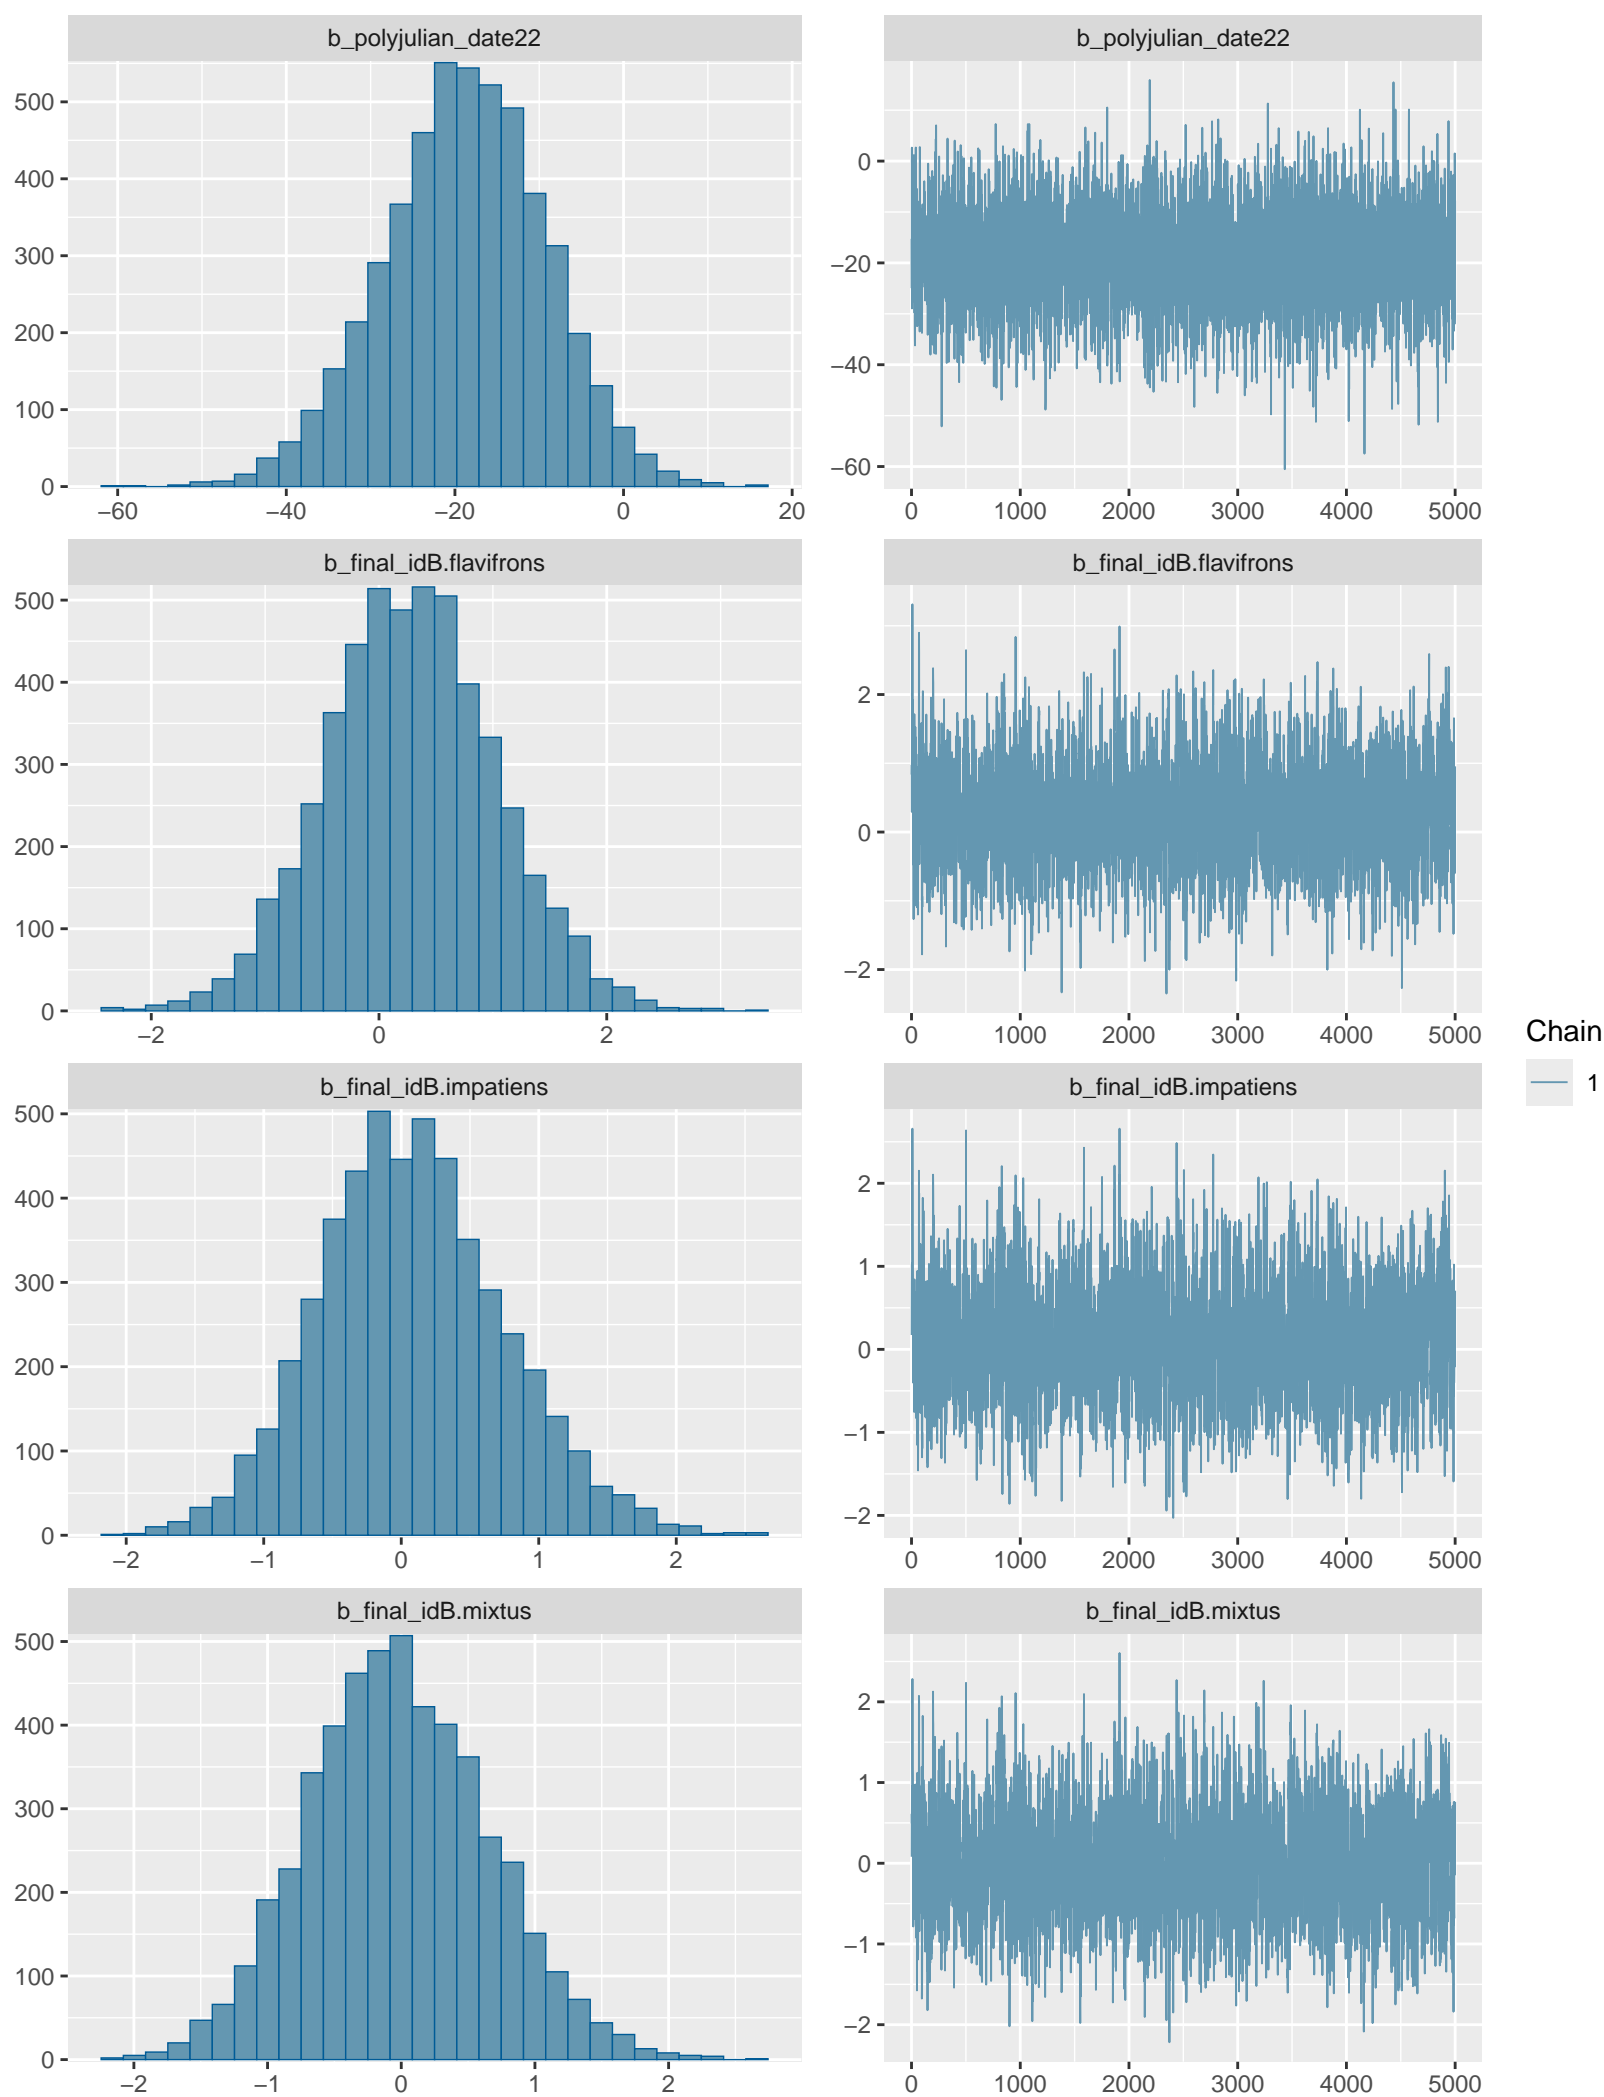 b_polyjulian_date22
b_polyjulian_date22
500
400
300
200
100
0
−60 −40 −20 0 20
0
−20
−40
−60
0 1000 2000 3000 4000 5000
b_final_idB.flavifrons
b_final_idB.flavifrons
500
400
300
200
100
0
−2 0 2
2
0
−2
0 1000 2000 3000 4000 5000
Chain
1
b_final_idB.impatiens
b_final_idB.impatiens
500
400
300
200
100
0
−2 −1 0 1 2
2
1
0
−1
−2
0 1000 2000 3000 4000 5000
b_final_idB.mixtus
b_final_idB.mixtus
500
400
300
200
100
0
−2 −1 0 1 2
2
1
0
−1
−2
0 1000 2000 3000 4000 5000